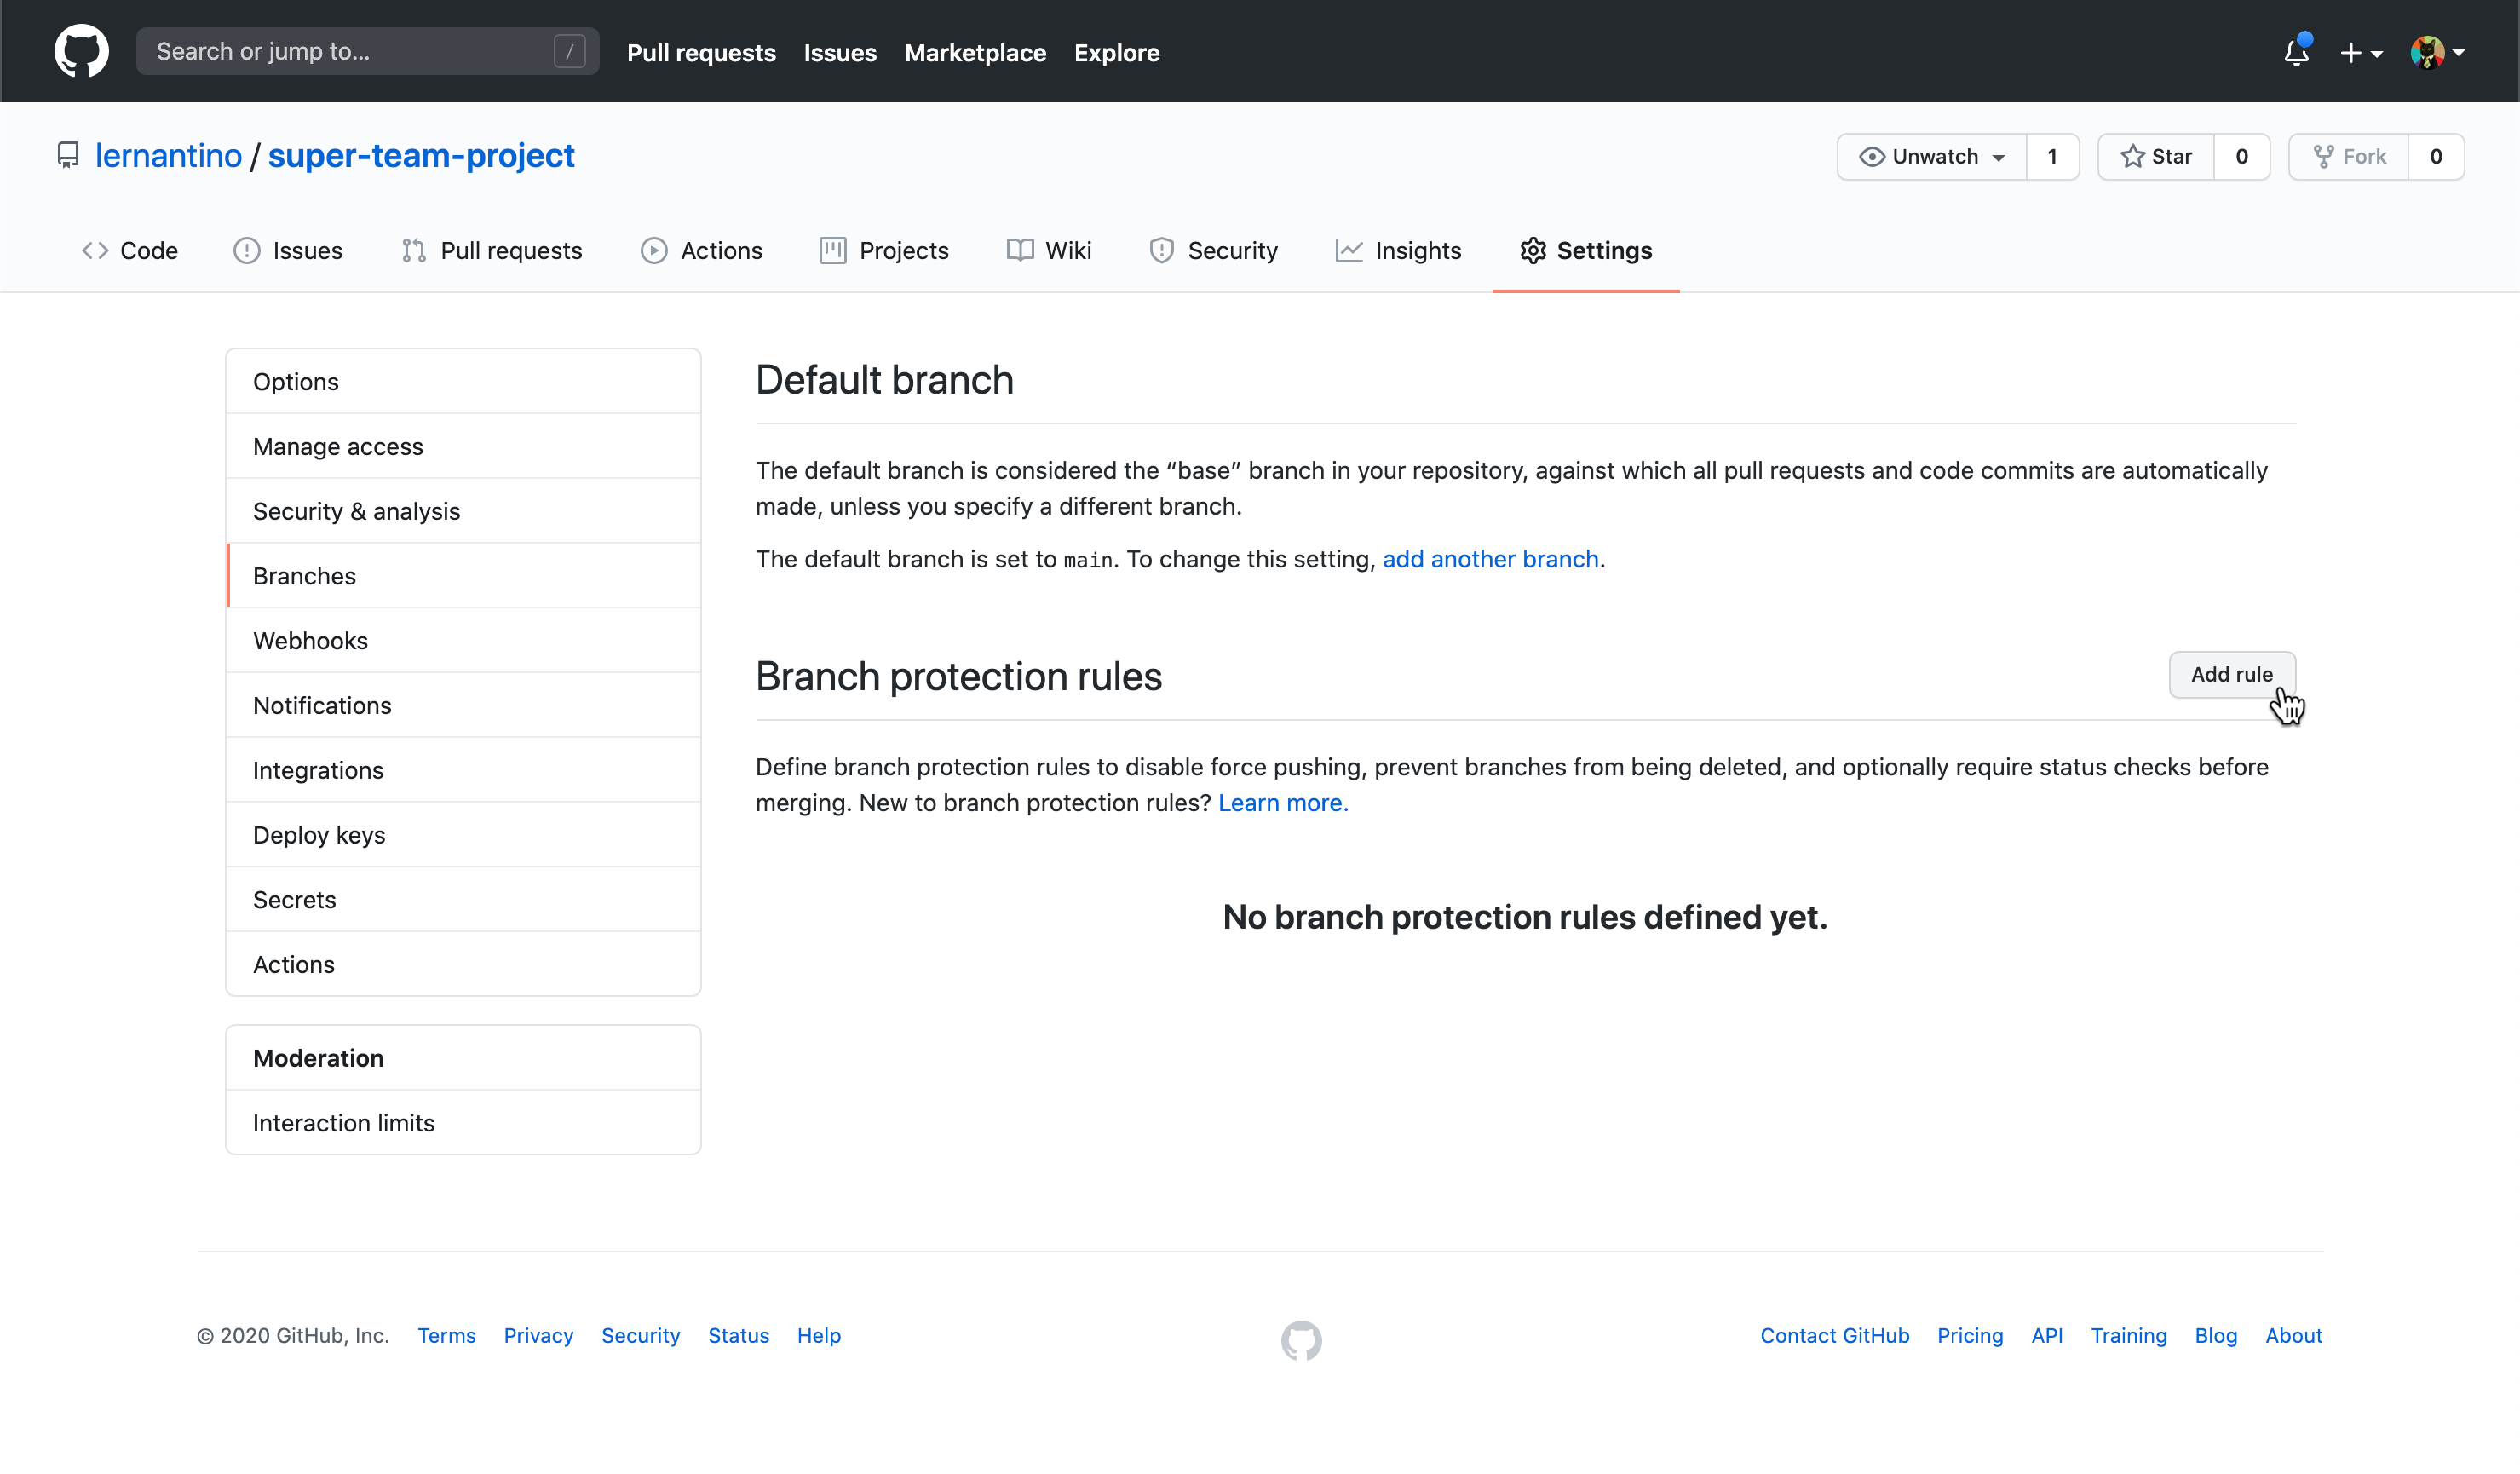 Search or jump to... /
Pull requests Issues Marketplace Explore
lernantino / super-team-project
Unwatch 1 Star 0 Fork 0
Code Issues Pull requests Actions Projects Wiki Security Insights Settings
Options
Manage access
Security & analysis
Branches
Webhooks
Notifications
Integrations
Deploy keys
Secrets
Actions
Moderation
Interaction limits
Default branch
The default branch is considered the “base” branch in your repository, against which all pull requests and code commits are automatically
made, unless you specify a different branch.
The default branch is set to main. To change this setting, add another branch.
Branch protection rules
Add rule
Define branch protection rules to disable force pushing, prevent branches from being deleted, and optionally require status checks before
merging. New to branch protection rules? Learn more.
No branch protection rules defined yet.
© 2020 GitHub, Inc. Terms Privacy Security Status Help
Contact GitHub Pricing API Training Blog About